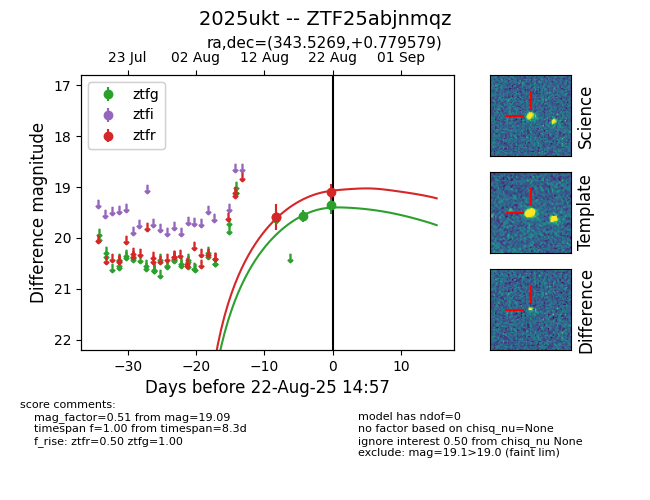 2025ukt -- ZTF25abjnmqz
ra,dec=(343.5269,+0.779579)
23 Jul 02 Aug 12 Aug 22 Aug 01 Sep
17
18
19
20
21
22
Difference magnitude
ztfg
ztfi
ztfr
−30 −20 −10 0 10
Days before 22-Aug-25 14:57
Science
Template
Difference
score comments:
mag_factor=0.51 from mag=19.09
timespan f=1.00 from timespan=8.3d
f_rise: ztfr=0.50 ztfg=1.00
model has ndof=0
no factor based on chisq_nu=None
ignore interest 0.50 from chisq_nu None
exclude: mag=19.1>19.0 (faint lim)